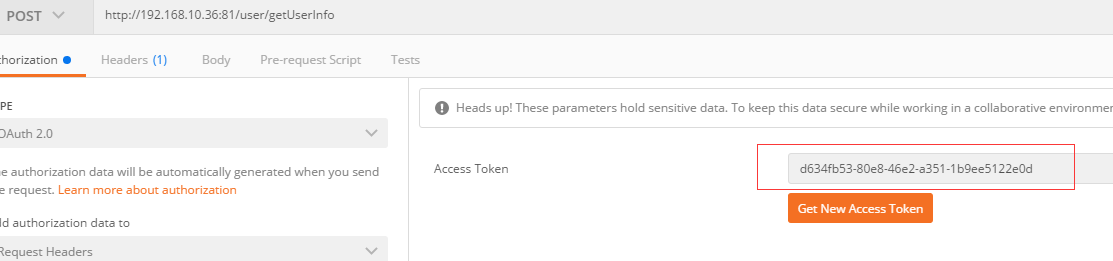 POST http://192.168.10.36:81/user/getUserInfo
thorization Headers (1) Body Pre-request Script Tests
PE
OAuth 2.0
e authorization data will be automatically generated when you send
e request. Learn more about authorization
ld authorization data to
Request Headers
Heads up! These parameters hold sensitive data. To keep this data secure while working in a collaborative environmen
Access Token d634fb53-80e8-46e2-a351-1b9ee5122e0d
Get New Access Token